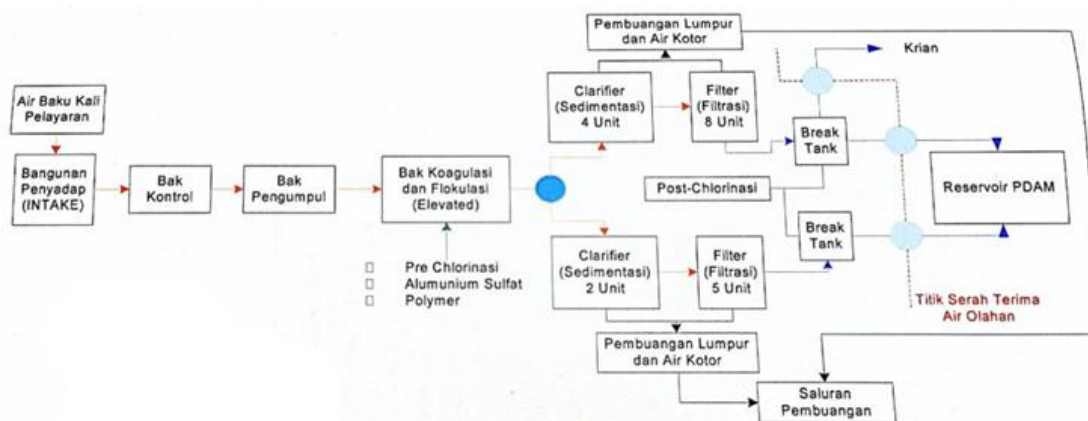 Pembuangan Lumpur
dan Air Kotor
Krian
Air Baku Kali
Pelayaran
Clarifier
(Sedimentasi)
4 Unit
Filter
(Filtrasi)
8 Unit
Break
Tank
Bangunan
Penyadap
(INTAKE)
Bak
Kontrol
Bak
Pengumpul
Bak Koagulasi
dan Flokulasi
(Elevated)
Post-Chlorinasi
Reservoir PDAM
Pre Chlorinasi
Alumunium Sulfat
Polymer
Clarifier
(Sedimentasi)
2 Unit
Filter
(Filtrasi)
5 Unit
Break
Tank
Titik Serah Terima
Air Olahan
Pembuangan Lumpur
dan Air Kotor
Saluran
Pembuangan